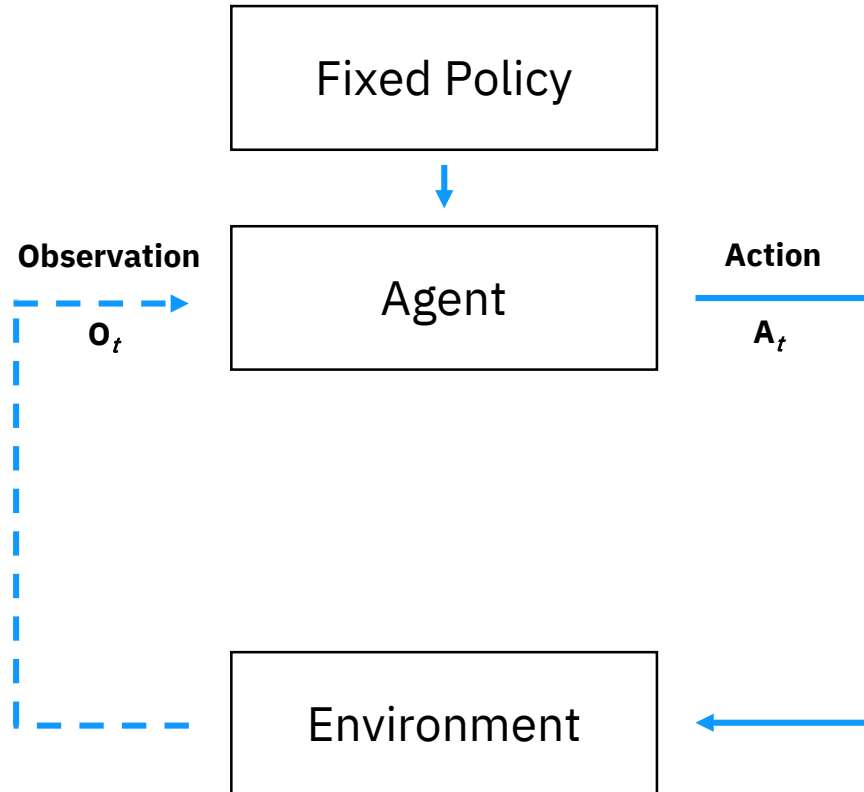 Fixed Policy
Observation
Agent
Action
O_t
A_t
Environment